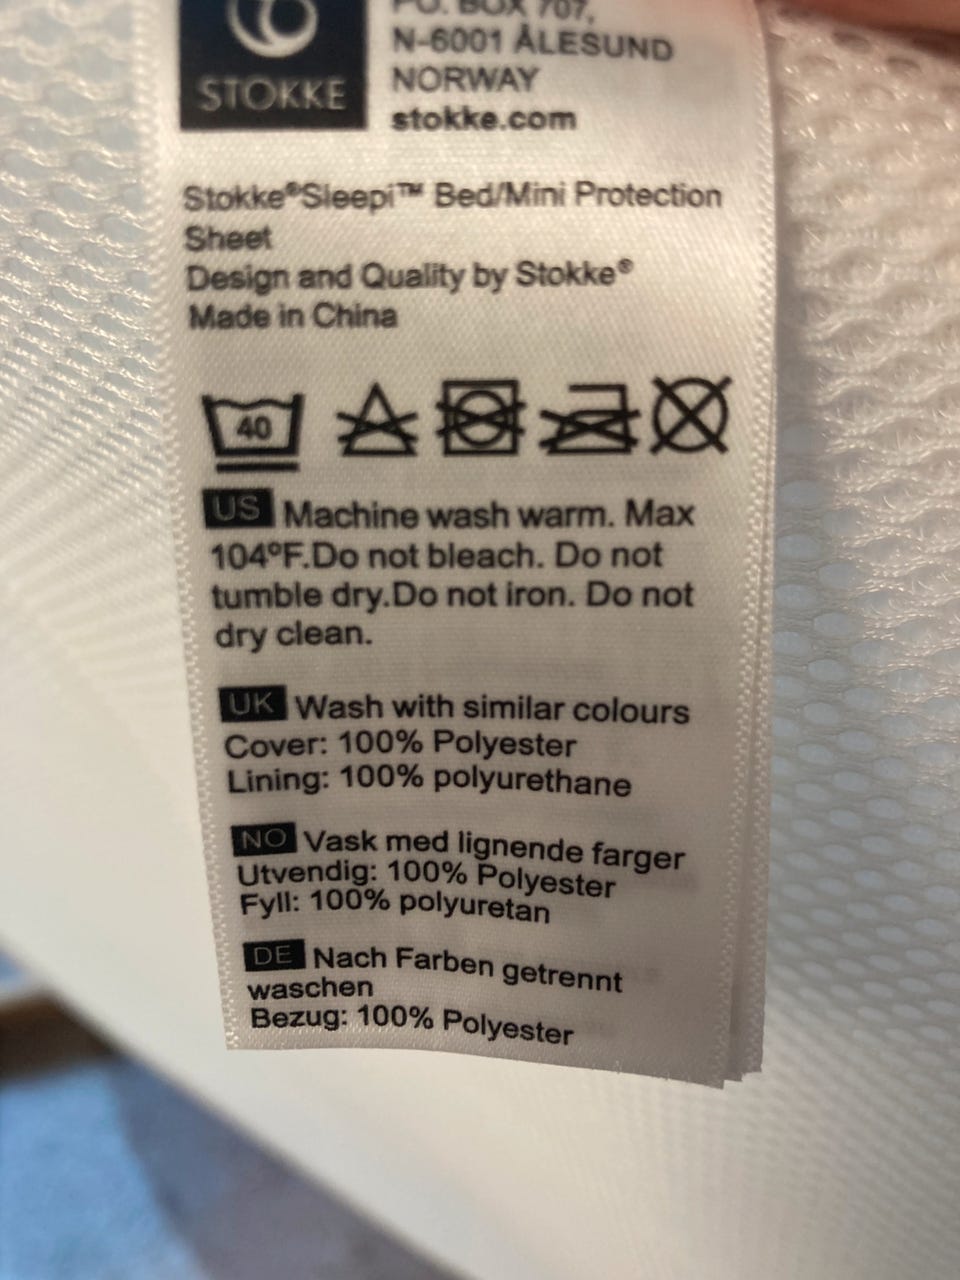 STOKKE
P.O. BOX 707,
N-6001 ÅLESUND
NORWAY
stokke.com
Stokke®Sleepi™ Bed/Mini Protection
Sheet
Design and Quality by Stokke®
Made in China
40
US Machine wash warm. Max
104ºF.Do not bleach. Do not
tumble dry.Do not iron. Do not
dry clean.
UK Wash with similar colours
Cover: 100% Polyester
Lining: 100% polyurethane
NO Vask med lignende farger
Utvendig: 100% Polyester
Fyll: 100% polyuretan
DE Nach Farben getrennt
waschen
Bezug: 100% Polyester